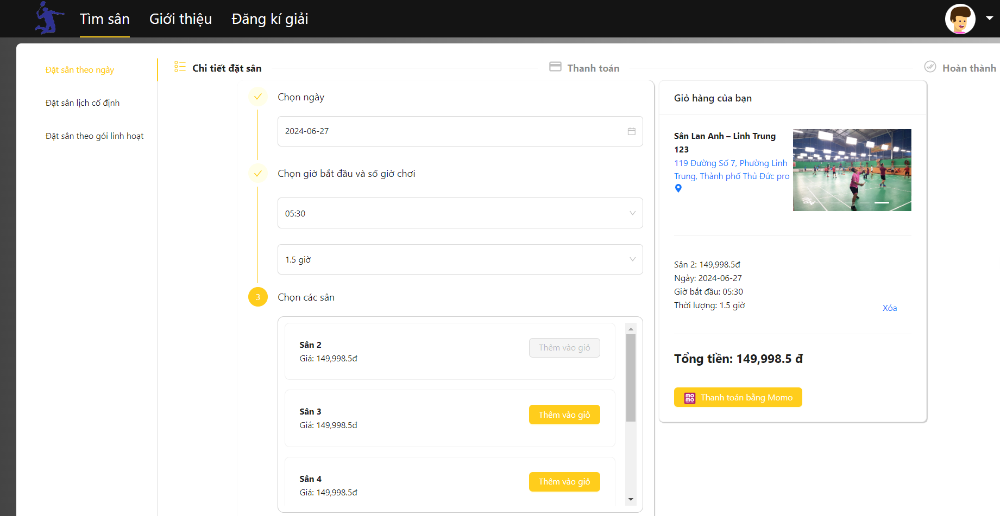 Tìm sân
Giới thiệu
Đăng kí giải
Đặt sân theo ngày
Đặt sân lịch cố định
Đặt sân theo gói linh hoạt
Chi tiết đặt sân
Thanh toán
Hoàn thành
Chọn ngày
2024-06-27
Chọn giờ bắt đầu và số giờ chơi
05:30
1.5 giờ
3
Chọn các sân
Sân 2
Giá: 149,998.5đ
Thêm vào giỏ
Sân 3
Giá: 149,998.5đ
Thêm vào giỏ
Sân 4
Giá: 149,998.5đ
Thêm vào giỏ
Giỏ hàng của bạn
Sân Lan Anh – Linh Trung
123
119 Đường Số 7, Phường Linh
Trung, Thành phố Thủ Đức pro
Sân 2: 149,998.5đ
Ngày: 2024-06-27
Giờ bắt đầu: 05:30
Thời lượng: 1.5 giờ
Xóa
Tổng tiền: 149,998.5 đ
mo
mo
Thanh toán bằng Momo